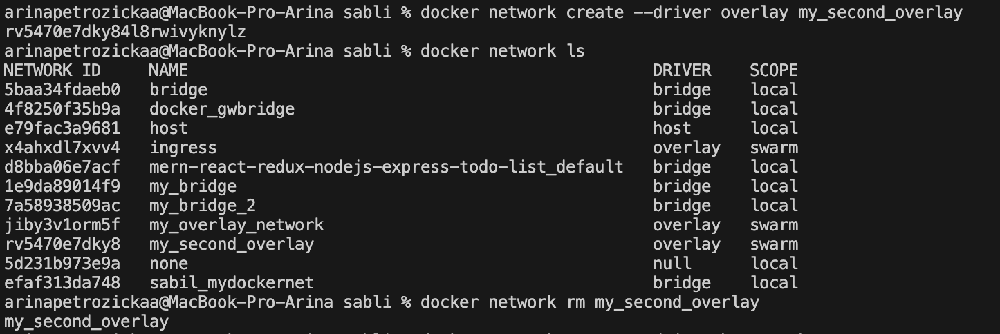 arinapetrozickaa@MacBook-Pro-Arina sabli % docker network create --driver overlay my_second_overlay
rv5470e7dky84l8rwivyknylz
arinapetrozickaa@MacBook-Pro-Arina sabli % docker network ls
NETWORK ID     NAME                                                DRIVER    SCOPE
5baa34fdaeb0   bridge                                              bridge    local
4f8250f35b9a   docker_gwbridge                                     bridge    local
e79fac3a9681   host                                                host      local
x4ahxdl7xvv4   ingress                                             overlay   swarm
d8bba06e7acf   mern-react-redux-nodejs-express-todo-list_default   bridge    local
1e9da89014f9   my_bridge                                           bridge    local
7a58938509ac   my_bridge_2                                         bridge    local
jiby3v1orm5f   my_overlay_network                                  overlay   swarm
rv5470e7dky8   my_second_overlay                                   overlay   swarm
5d231b973e9a   none                                                null      local
efaf313da748   sabil_mydockernet                                   bridge    local
arinapetrozickaa@MacBook-Pro-Arina sabli % docker network rm my_second_overlay
my_second_overlay